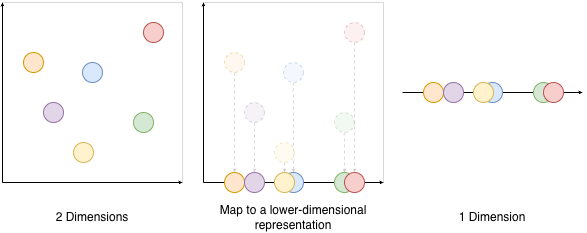 2 Dimensions
Map to a lower-dimensional
representation
1 Dimension